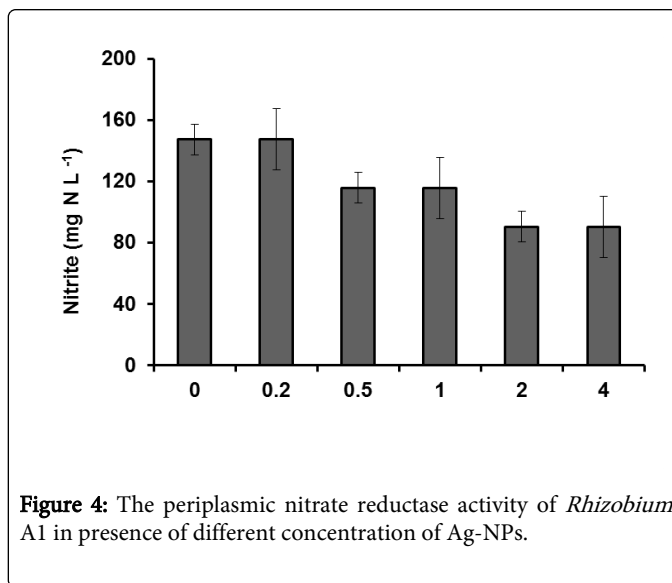 200
160
120
80
40
0
Nitrite (mg N L -1)
0 0.2 0.5 1 2 4
Figure 4: The periplasmic nitrate reductase activity of Rhizobium
A1 in presence of different concentration of Ag-NPs.